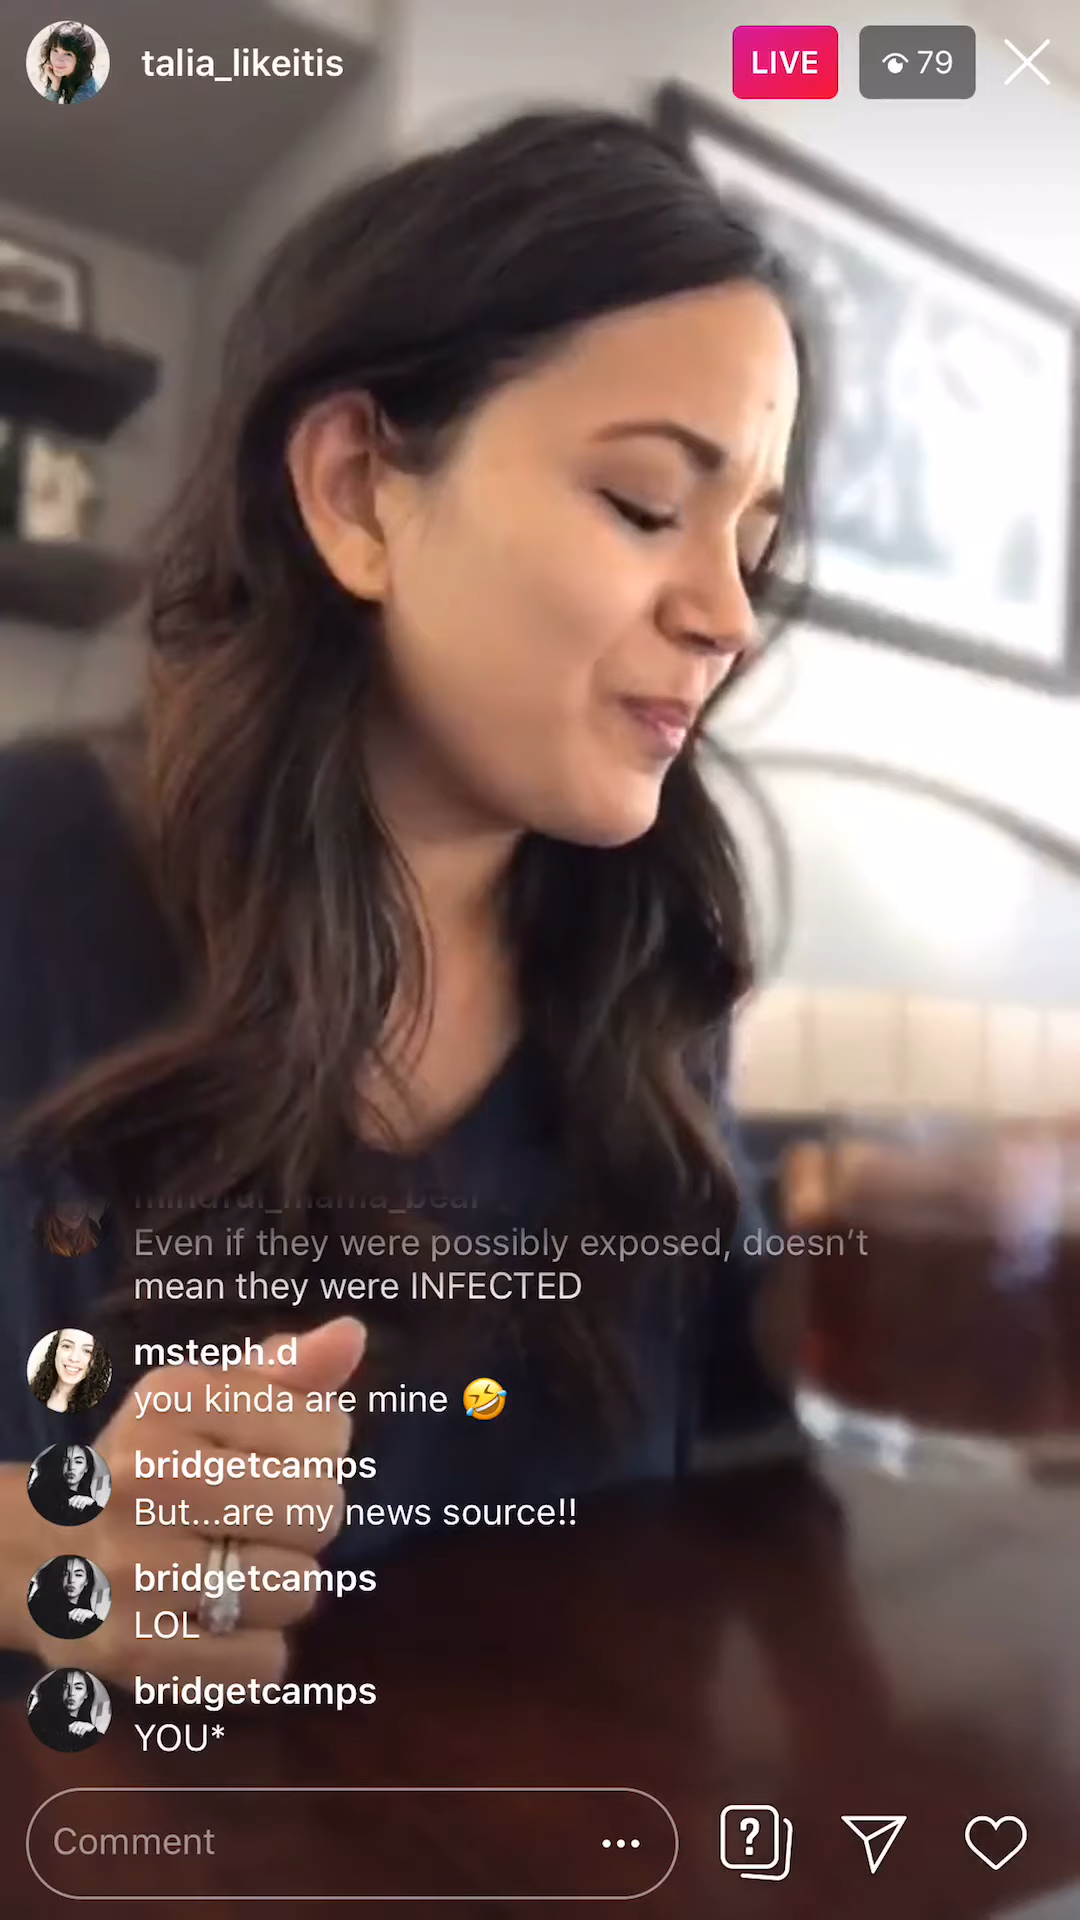 talia_likeitis
LIVE
79
mindful_mama_bear
Even if they were possibly exposed, doesn’t
mean they were INFECTED
msteph.d
you kinda are mine 🤣
bridgetcamps
But...are my news source!!
bridgetcamps
LOL
bridgetcamps
YOU*
Comment
?